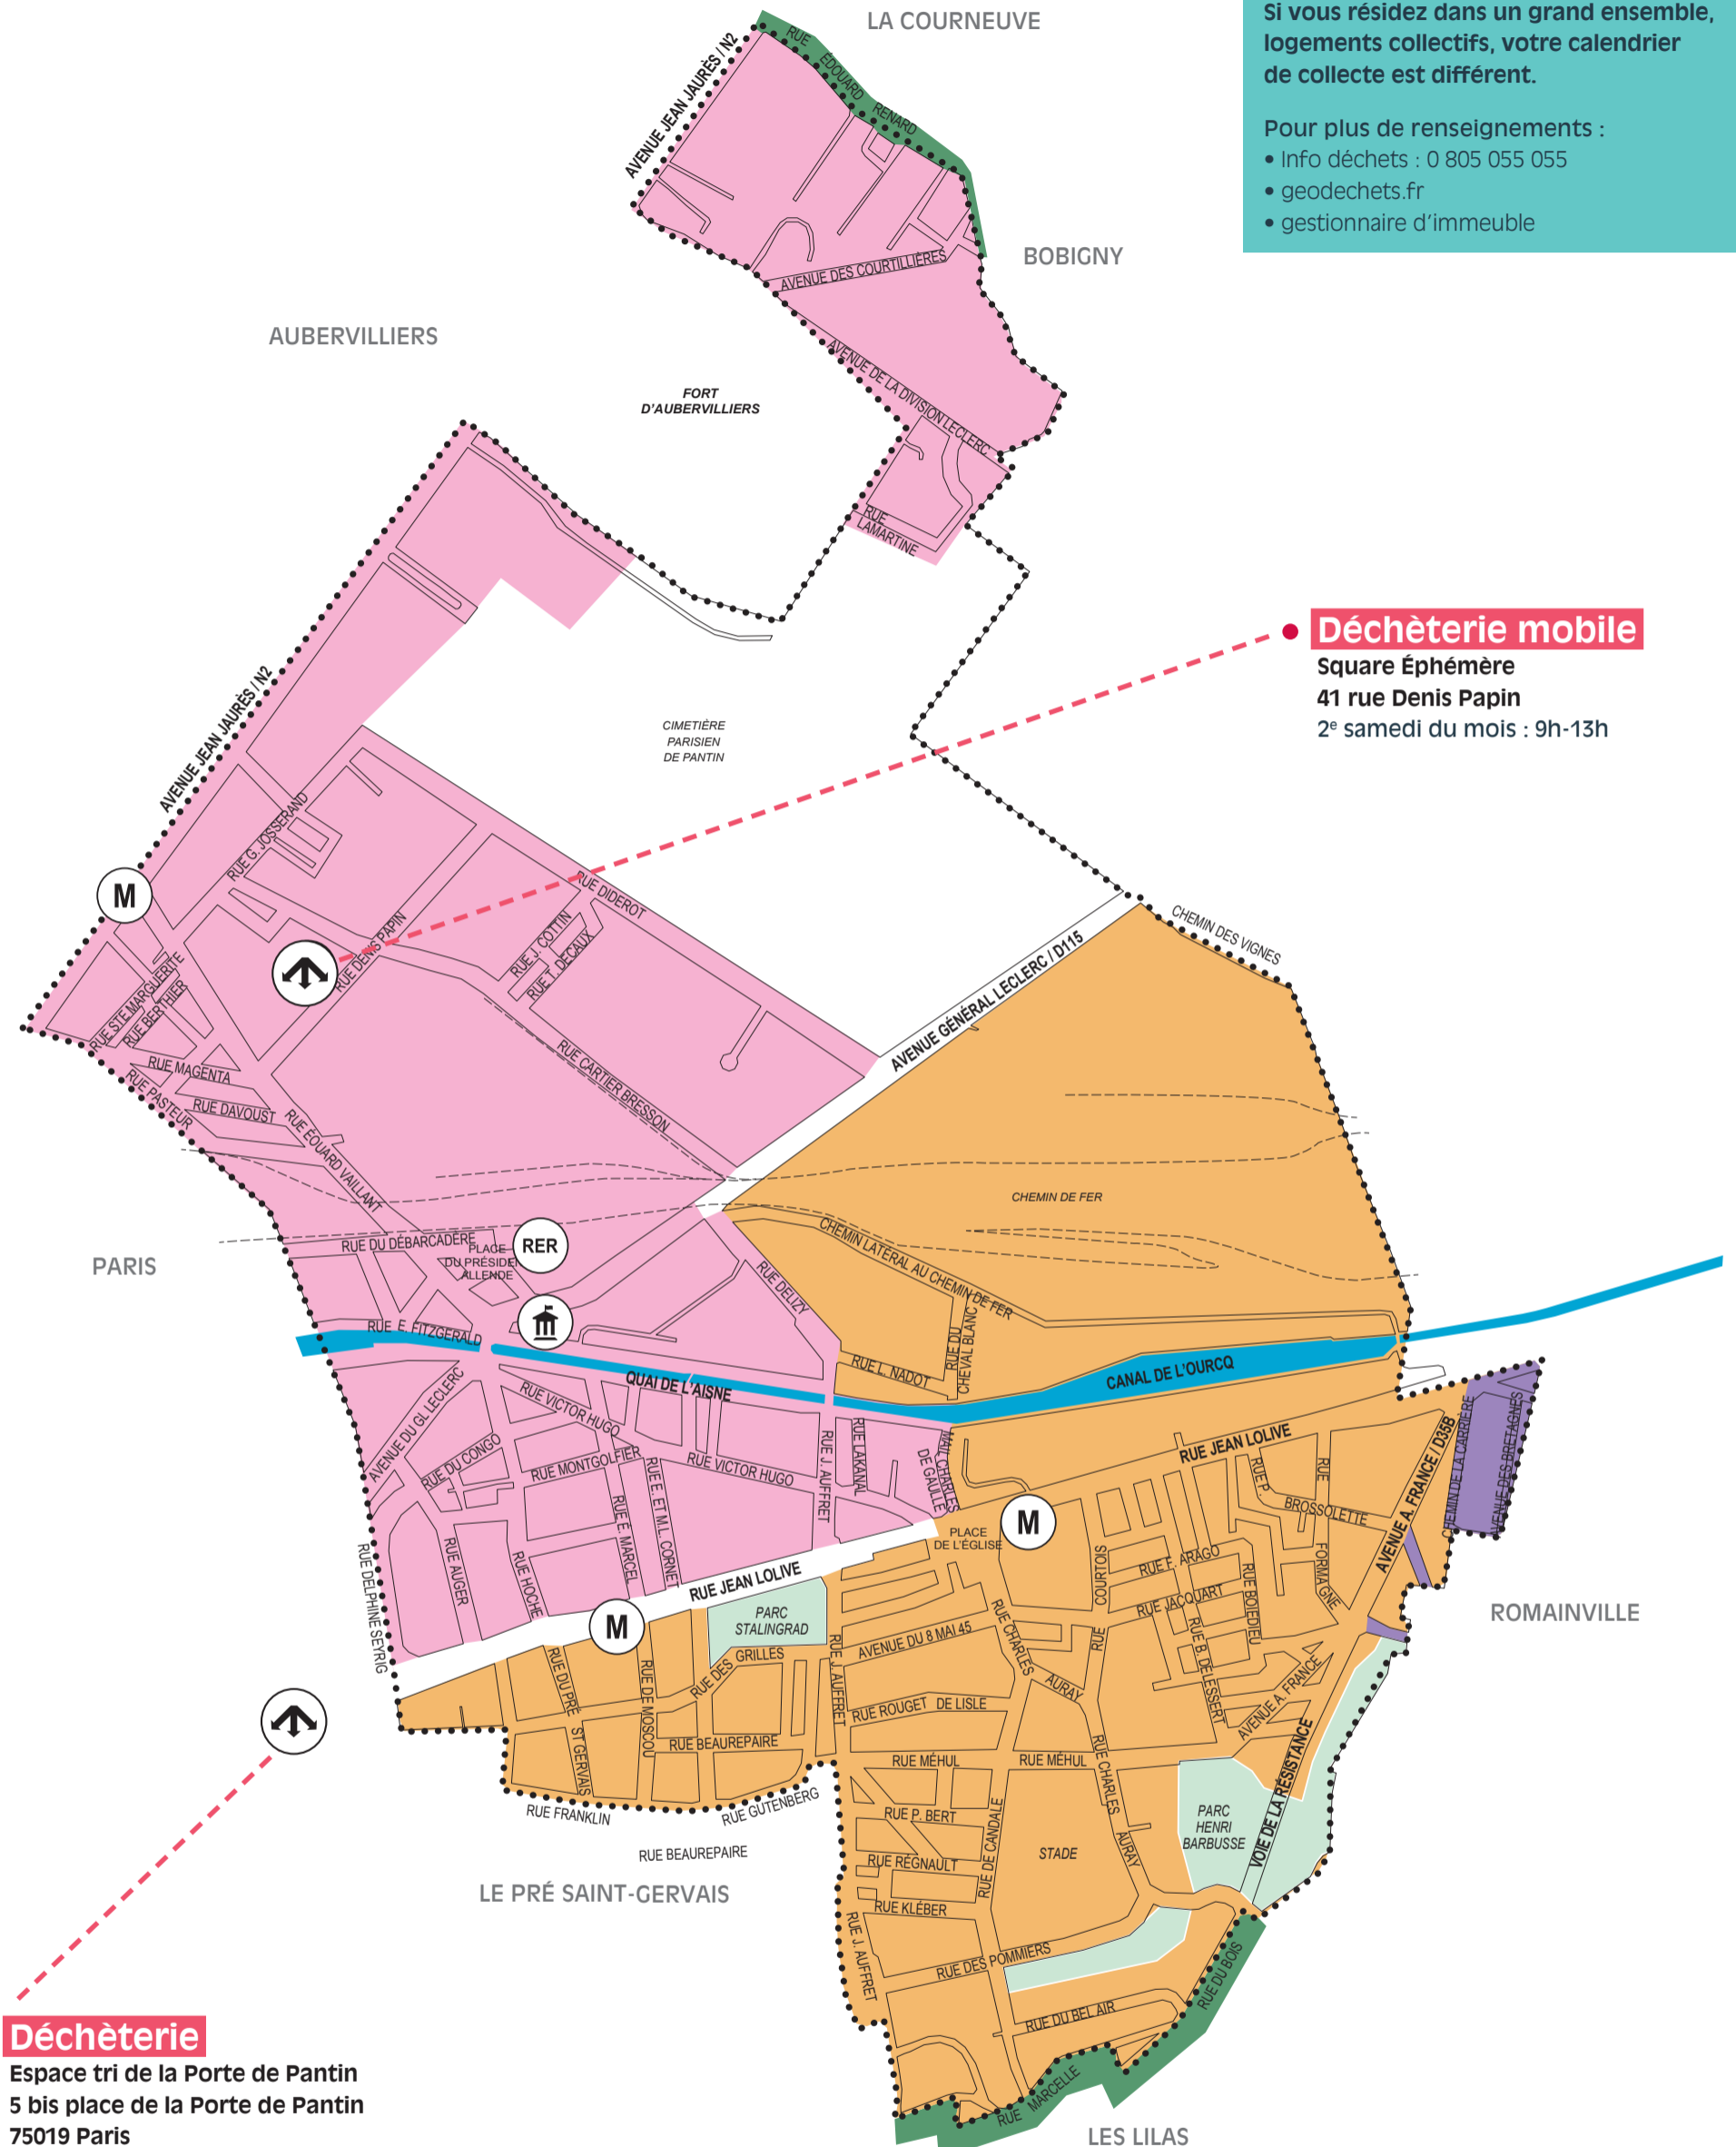 LA COURNEUVE
Si vous résidez dans un grand ensemble,
logements collectifs, votre calendrier
de collecte est différent.
Pour plus de renseignements :
• Info déchets : 0 805 055 055
• geodechets.fr
• gestionnaire d’immeuble
RUE ÉDOUARD RENARD
AVENUE JEAN JAURÈS / N2
BOBIGNY
AVENUE DES COURTILLIÈRES
AUBERVILLIERS
AVENUE DE LA DIVISION LECLERC
FORT
D’AUBERVILLIERS
RUE
LAMARTINE
Déchèterie mobile
Square Éphémère
41 rue Denis Papin
2e samedi du mois : 9h-13h
AVENUE JEAN JAURÈS / N2
CIMETIÈRE
PARISIEN
DE PANTIN
RUE G. JOSSERAND
M
RUE DIDEROT
RUE DENIS PAPIN
RUE J. COTTIN
RUE T. DECAUX
CHEMIN DES VIGNES
AVENUE GÉNÉRAL LECLERC / D115
RUE STE MARGUERITE
RUE BERTHIER
RUE MAGENTA
RUE PASTEUR
RUE DAVOUST
RUE CARTIER BRESSON
RUE ÉOUARD VAILLANT
CHEMIN DE FER
RUE DU DÉBARCADÈRE
PLACE
DU PRÉSIDE
ALLENDE
RER
PARIS
CHEMIN LATÉRAL AU CHEMIN DE FER
RUE DELIZY
RUE E. FITZGERALD
RUE DU
CHEVAL BLANC
RUE L. NADOT
QUAI DE L’AISNE
CANAL DE L’OURCQ
AVENUE DU GL LECLERC
RUE VICTOR HUGO
RUE DU CONGO
RUE MONTGOLFIER
RUE VICTOR HUGO
RUE J. AUFFRET
RUE LAKANAL
MAIL CHARLES
DE GAULLE
RUE JEAN LOLIVE
CHEMIN DE LA CARRIÈRE
AVENUE DES BRETAGNES
AVENUE A. FRANCE / D35B
RUE P.
BROSSOLETTE
RUE
FORMAGNE
RUE E. MARCEL
RUE E. ET M.L. CORNET
RUE AUGER
RUE HOCHE
RUE DELPHINE SEYRIG
PLACE
DE L’ÉGLISE
M
RUE JEAN LOLIVE
M
PARC
STALINGRAD
RUE COURTOIS
RUE F. ARAGO
RUE JACQUART
RUE BOIEDIEU
RUE B. DELESSERT
ROMAINVILLE
RUE CHARLES
AURAY
AVENUE DU 8 MAI 45
RUE J. AUFFRET
RUE DES GRILLES
RUE DU PRÉ
ST GERVAIS
RUE DE MOSCOU
AVENUE A. FRANCE
RUE ROUGET DE LISLE
RUE BEAUREPAIRE
RUE MÉHUL
RUE MÉHUL
RUE CHARLES
AURAY
VOIE DE LA RÉSISTANCE
RUE FRANKLIN
RUE GUTENBERG
RUE P. BERT
PARC
HENRI
BARBUSSE
RUE BEAUREPAIRE
RUE RÉGNAULT
RUE DE CANDALE
STADE
LE PRÉ SAINT-GERVAIS
RUE KLÉBER
RUE J. AUFFRET
RUE DES POMMIERS
RUE DU BOIS
RUE DU BEL AIR
RUE MARCELLE
Déchèterie
Espace tri de la Porte de Pantin
5 bis place de la Porte de Pantin
75019 Paris
LES LILAS